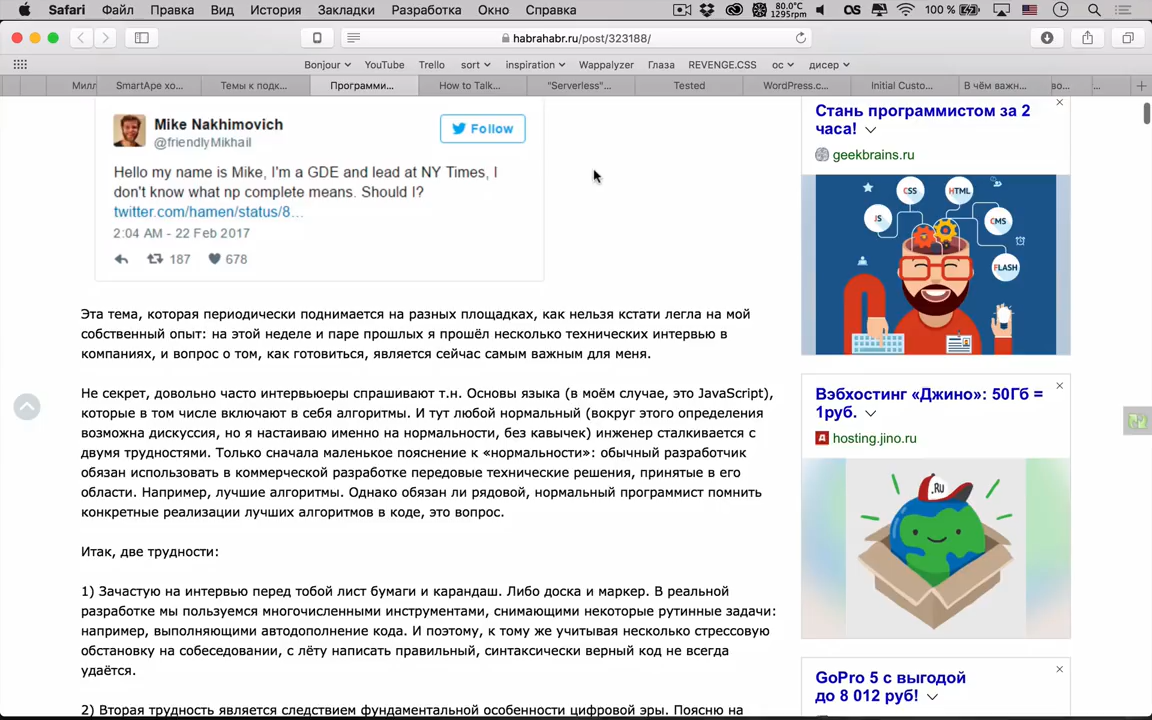 Safari Файл Правка Вид История Закладки Разработка Окно Справка 80.0°C 1295rpm 100 %
habrahabr.ru/post/323188/
Bonjour YouTube Trello sort inspiration Wappalyzer Глаза REVENGE.CSS ос дисер
Милл SmartApe хо... Темы к подк... Программи... How to Talk... "Serverless"... Tested WordPress.c... Initial Custo... В чём важн... во... ...
Mike Nakhimovich
@friendlyMikhail
Follow
Hello my name is Mike, I'm a GDE and lead at NY Times, I
don't know what np complete means. Should I?
twitter.com/hamen/status/8...
2:04 AM - 22 Feb 2017
187 678
Эта тема, которая периодически поднимается на разных площадках, как нельзя кстати легла на мой
собственный опыт: на этой неделе и паре прошлых я прошёл несколько технических интервью в
компаниях, и вопрос о том, как готовиться, является сейчас самым важным для меня.
Не секрет, довольно часто интервьюеры спрашивают т.н. Основы языка (в моём случае, это JavaScript),
которые в том числе включают в себя алгоритмы. И тут любой нормальный (вокруг этого определения
возможна дискуссия, но я настаиваю именно на нормальности, без кавычек) инженер сталкивается с
двумя трудностями. Только сначала маленькое пояснение к «нормальности»: обычный разработчик
обязан использовать в коммерческой разработке передовые технические решения, принятые в его
области. Например, лучшие алгоритмы. Однако обязан ли рядовой, нормальный программист помнить
конкретные реализации лучших алгоритмов в коде, это вопрос.
Итак, две трудности:
1) Зачастую на интервью перед тобой лист бумаги и карандаш. Либо доска и маркер. В реальной
разработке мы пользуемся многочисленными инструментами, снимающими некоторые рутинные задачи:
например, выполняющими автодополнение кода. И поэтому, к тому же учитывая несколько стрессовую
обстановку на собеседовании, с лёту написать правильный, синтаксически верный код не всегда
удаётся.
2) Вторая трудность является следствием фундаментальной особенности цифровой эры. Поясню на
Стань программистом за 2
часа!
geekbrains.ru
CSS HTML
JS CMS
FLASH
Вэбхостинг «Джино»: 50Гб =
1руб.
hosting.jino.ru
.RU
GoPro 5 с выгодой
до 8 012 руб!